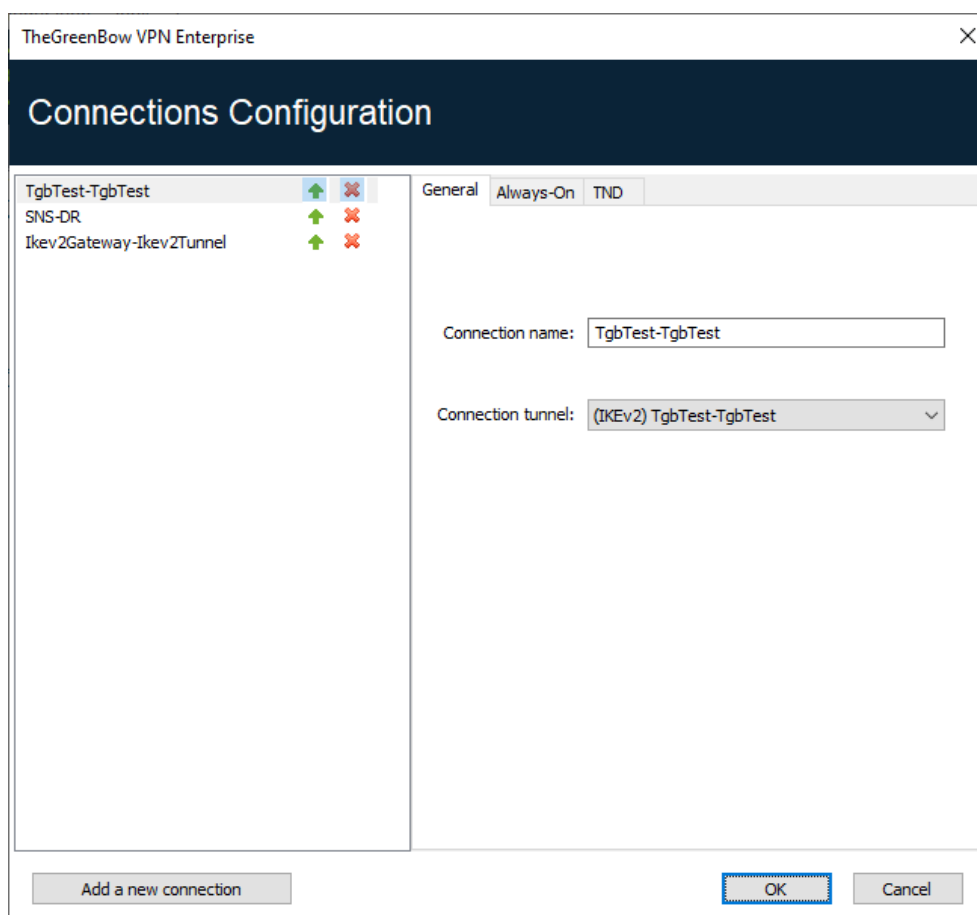 TheGreenBow VPN Enterprise
Connections Configuration
TgbTest-TgbTest
SNS-DR
Ikev2Gateway-Ikev2Tunnel
General Always-On TND
Connection name: TgbTest-TgbTest
Connection tunnel: (IKEv2) TgbTest-TgbTest
Add a new connection OK Cancel